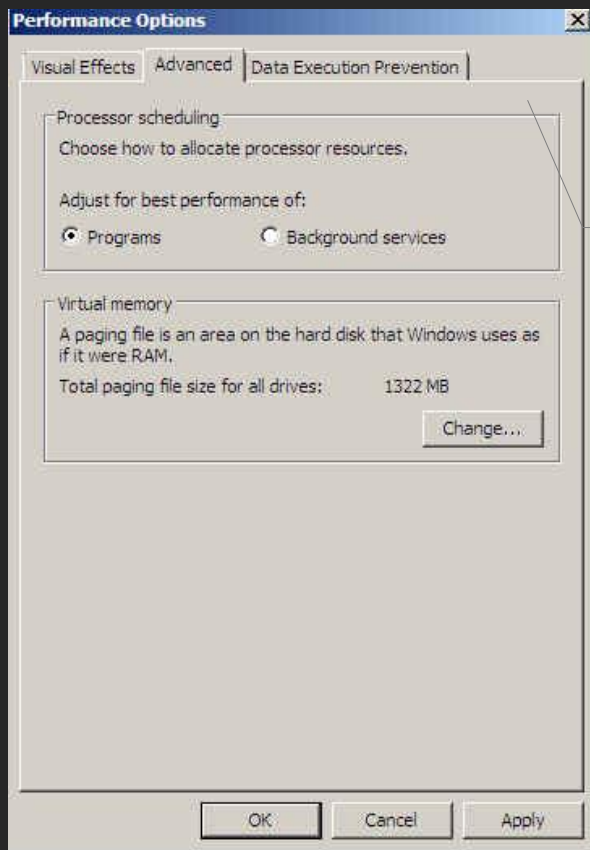 Performance Options
Visual Effects
Advanced
Data Execution Prevention
Processor scheduling
Choose how to allocate processor resources.
Adjust for best performance of:
Programs
Background services
Virtual memory
A paging file is an area on the hard disk that Windows uses as
if it were RAM.
Total paging file size for all drives: 1322 MB
Change...
OK
Cancel
Apply